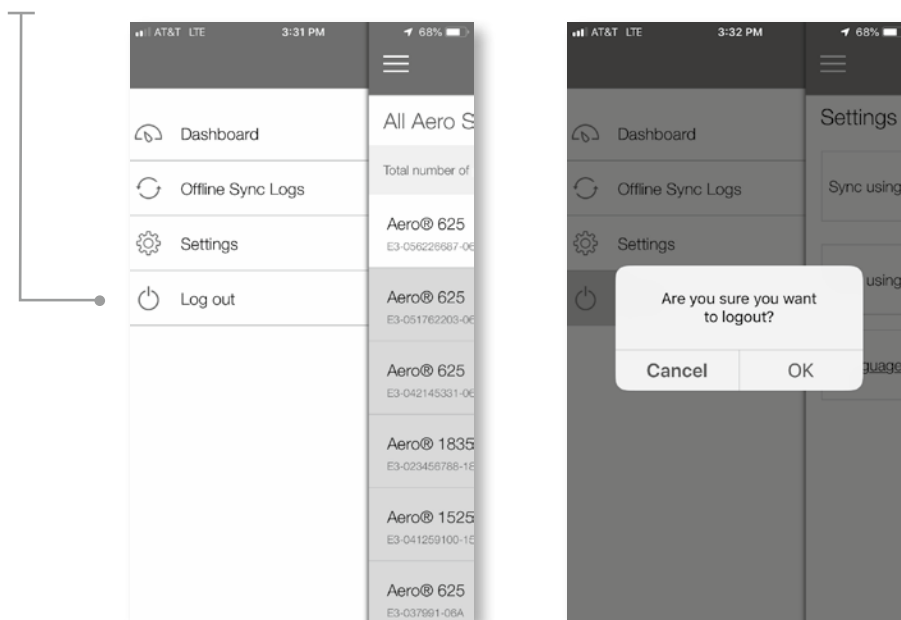 AT&T LTE 3:31 PM 68%
Dashboard
Offline Sync Logs
Settings
Log out
All Aero S
Total number of
Aero® 625
E3-056226687-06
Aero® 625
E3-051762203-06
Aero® 625
E3-042145331-06
Aero® 1835
E3-023456788-18
Aero® 1525
E3-041259100-15
Aero® 625
E3-037991-06A
AT&T LTE 3:32 PM 68%
Dashboard
Offline Sync Logs
Settings
Settings
Sync using
using
guage
Are you sure you want
to logout?
Cancel OK